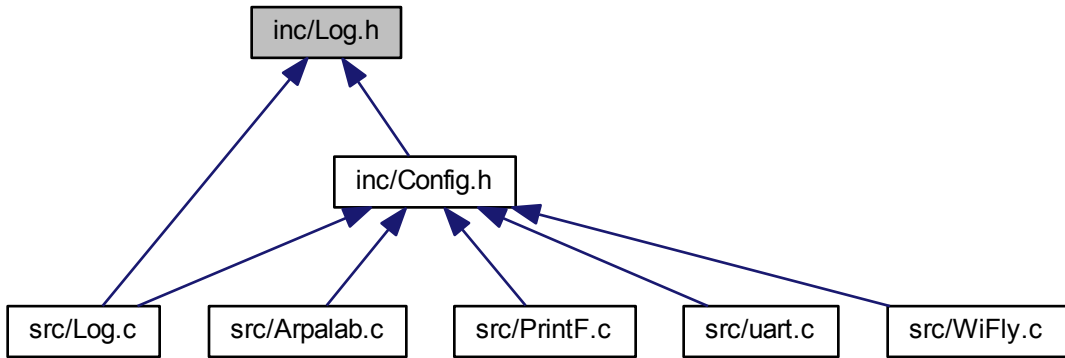 inc/Log.h
inc/Config.h
src/Log.c
src/Arpalab.c
src/PrintF.c
src/uart.c
src/WiFly.c